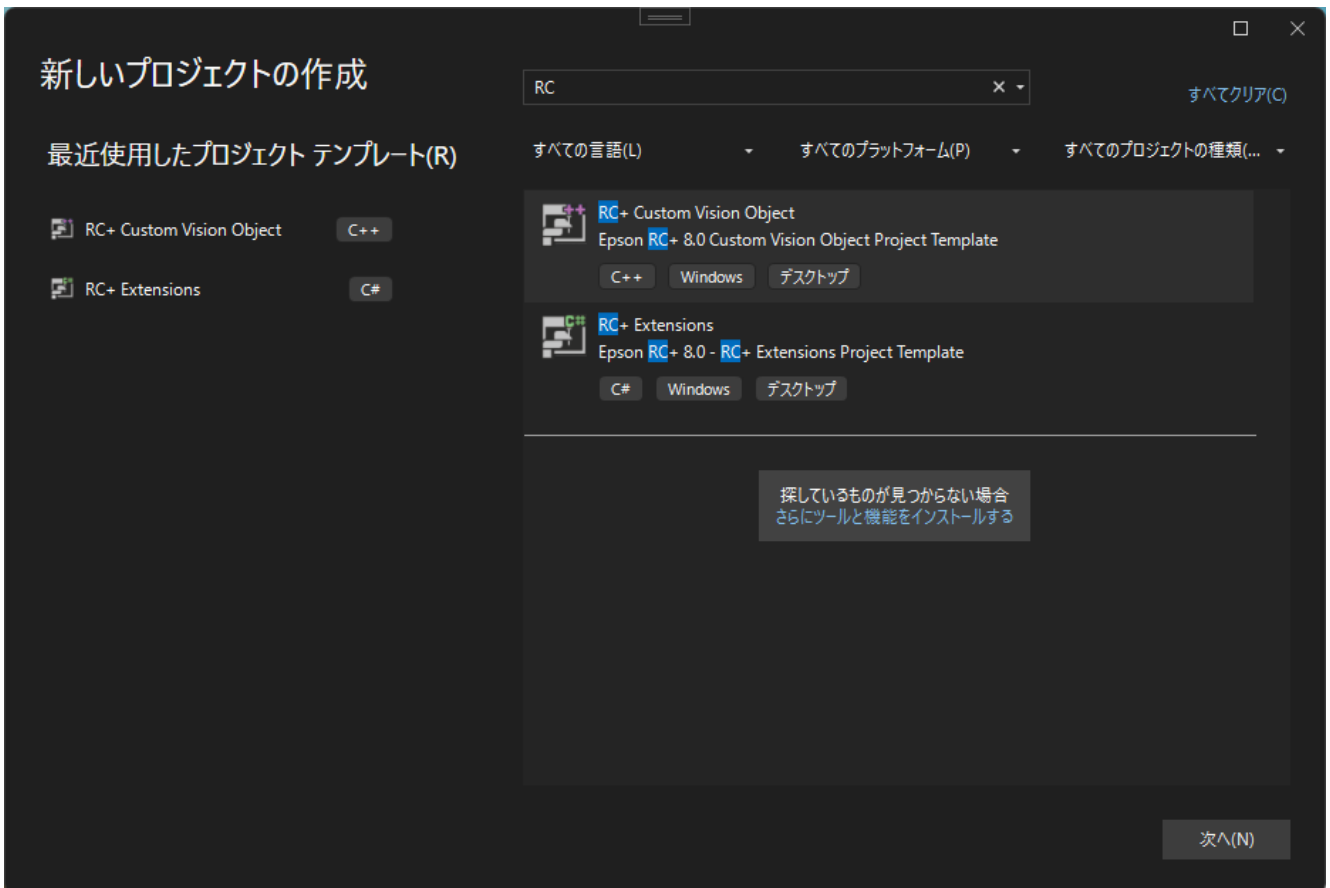 新しいプロジェクトの作成
RC
すべてクリア(C)
最近使用したプロジェクト テンプレート(R)
すべての言語(L)
すべてのプラットフォーム(P)
すべてのプロジェクトの種類(...
RC+ Custom Vision Object
C++
RC+ Extensions
C#
RC+ Custom Vision Object
Epson RC+ 8.0 Custom Vision Object Project Template
C++ Windows デスクトップ
RC+ Extensions
Epson RC+ 8.0 - RC+ Extensions Project Template
C# Windows デスクトップ
探しているものが見つからない場合
さらにツールと機能をインストールする
次へ(N)